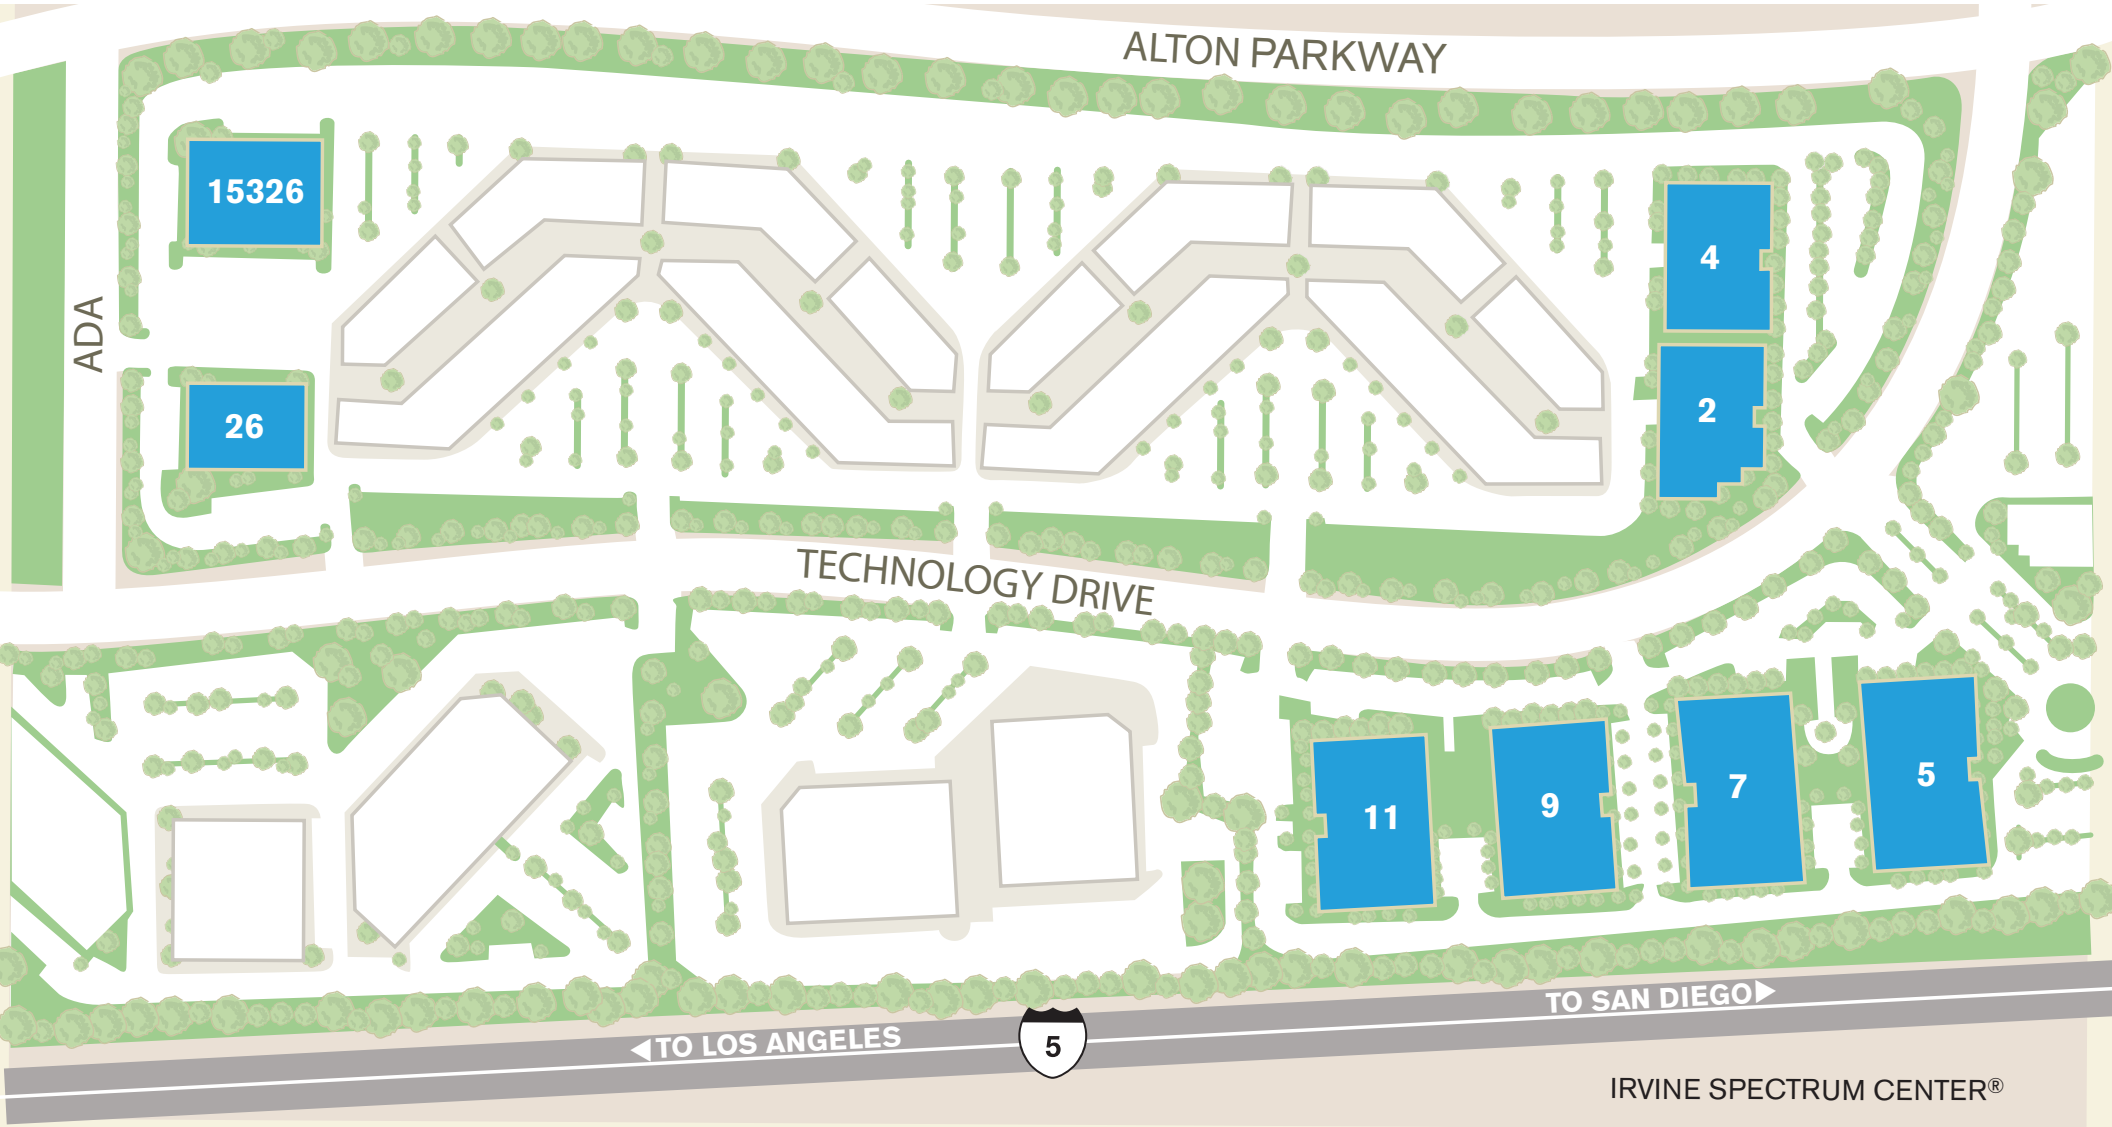 ALTON PARKWAY
15326
4
ADA
2
26
TECHNOLOGY DRIVE
5
7
9
11
TO SAN DIEGO
TO LOS ANGELES
5
IRVINE SPECTRUM CENTER®